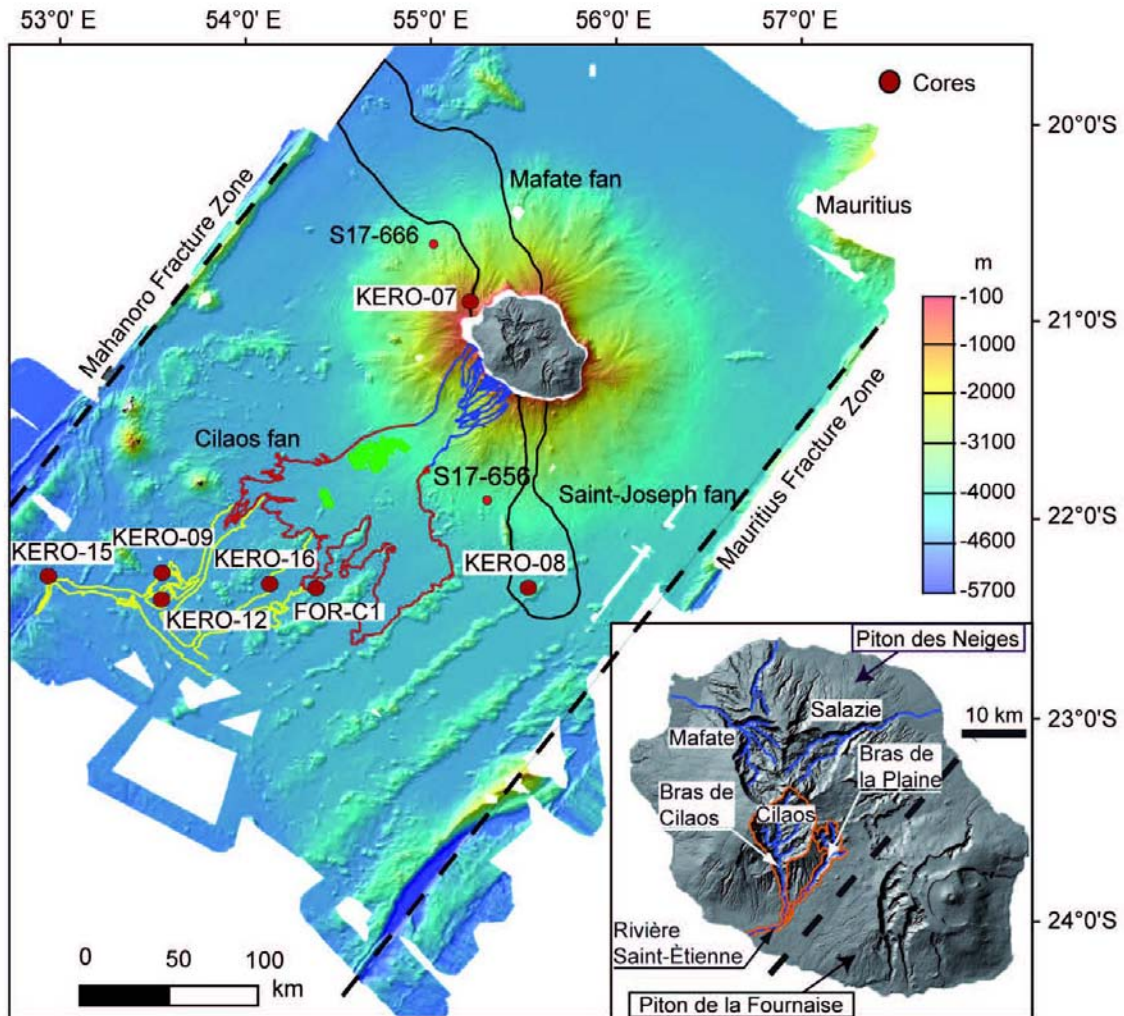 53°0' E
54°0' E
55°0'E
56°0'E
57°0'E
Cores
20°0'S
Mafate fan
Mahanoro Fracture Zone
Mauritius
S17-666
KERO-07
m
-100
-1000
-2000
-3100
-4000
-4600
-5700
21°0'S
Mauritius Fracture Zone
Cilaos fan
S17-656
Saint-Joseph fan
22°0'S
KERO-09
KERO-15
KERO-16
KERO-08
KERO-12
FOR-C1
Piton des Neiges
Salazie
10 km
23°0'S
Mafate
Bras de
la Plaine
Bras de
Cilaos
Cilaos
24°0'S
Rivière
Saint-Ètienne
Piton de la Fournaise
0
50
100
km